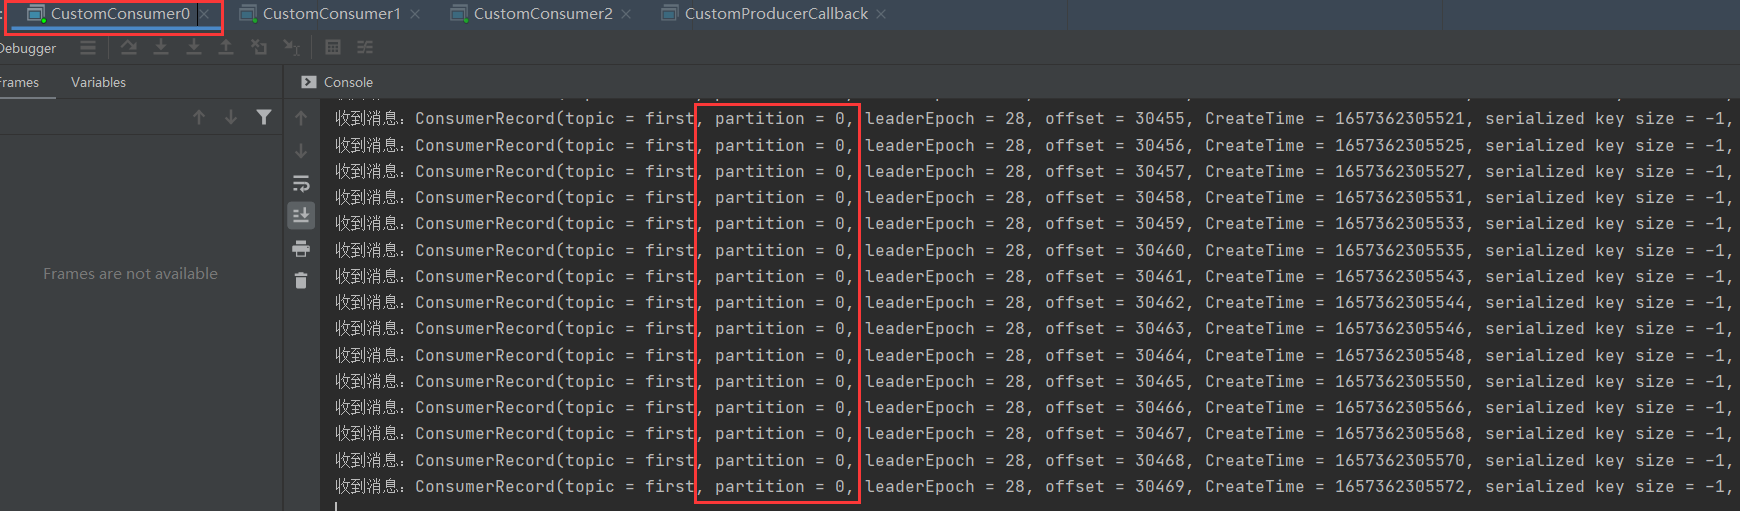 CustomConsumer0 CustomConsumer1 CustomConsumer2 CustomProducerCallback
Debugger
Frames Variables Console
收到消息：ConsumerRecord(topic = first, partition = 0, leaderEpoch = 28, offset = 30455, CreateTime = 1657362305521, serialized key size = -1,
收到消息：ConsumerRecord(topic = first, partition = 0, leaderEpoch = 28, offset = 30456, CreateTime = 1657362305525, serialized key size = -1,
收到消息：ConsumerRecord(topic = first, partition = 0, leaderEpoch = 28, offset = 30457, CreateTime = 1657362305527, serialized key size = -1,
收到消息：ConsumerRecord(topic = first, partition = 0, leaderEpoch = 28, offset = 30458, CreateTime = 1657362305531, serialized key size = -1,
收到消息：ConsumerRecord(topic = first, partition = 0, leaderEpoch = 28, offset = 30459, CreateTime = 1657362305533, serialized key size = -1,
收到消息：ConsumerRecord(topic = first, partition = 0, leaderEpoch = 28, offset = 30460, CreateTime = 1657362305535, serialized key size = -1,
Frames are not available
收到消息：ConsumerRecord(topic = first, partition = 0, leaderEpoch = 28, offset = 30461, CreateTime = 1657362305543, serialized key size = -1,
收到消息：ConsumerRecord(topic = first, partition = 0, leaderEpoch = 28, offset = 30462, CreateTime = 1657362305544, serialized key size = -1,
收到消息：ConsumerRecord(topic = first, partition = 0, leaderEpoch = 28, offset = 30463, CreateTime = 1657362305546, serialized key size = -1,
收到消息：ConsumerRecord(topic = first, partition = 0, leaderEpoch = 28, offset = 30464, CreateTime = 1657362305548, serialized key size = -1,
收到消息：ConsumerRecord(topic = first, partition = 0, leaderEpoch = 28, offset = 30465, CreateTime = 1657362305550, serialized key size = -1,
收到消息：ConsumerRecord(topic = first, partition = 0, leaderEpoch = 28, offset = 30466, CreateTime = 1657362305566, serialized key size = -1,
收到消息：ConsumerRecord(topic = first, partition = 0, leaderEpoch = 28, offset = 30467, CreateTime = 1657362305568, serialized key size = -1,
收到消息：ConsumerRecord(topic = first, partition = 0, leaderEpoch = 28, offset = 30468, CreateTime = 1657362305570, serialized key size = -1,
收到消息：ConsumerRecord(topic = first, partition = 0, leaderEpoch = 28, offset = 30469, CreateTime = 1657362305572, serialized key size = -1,